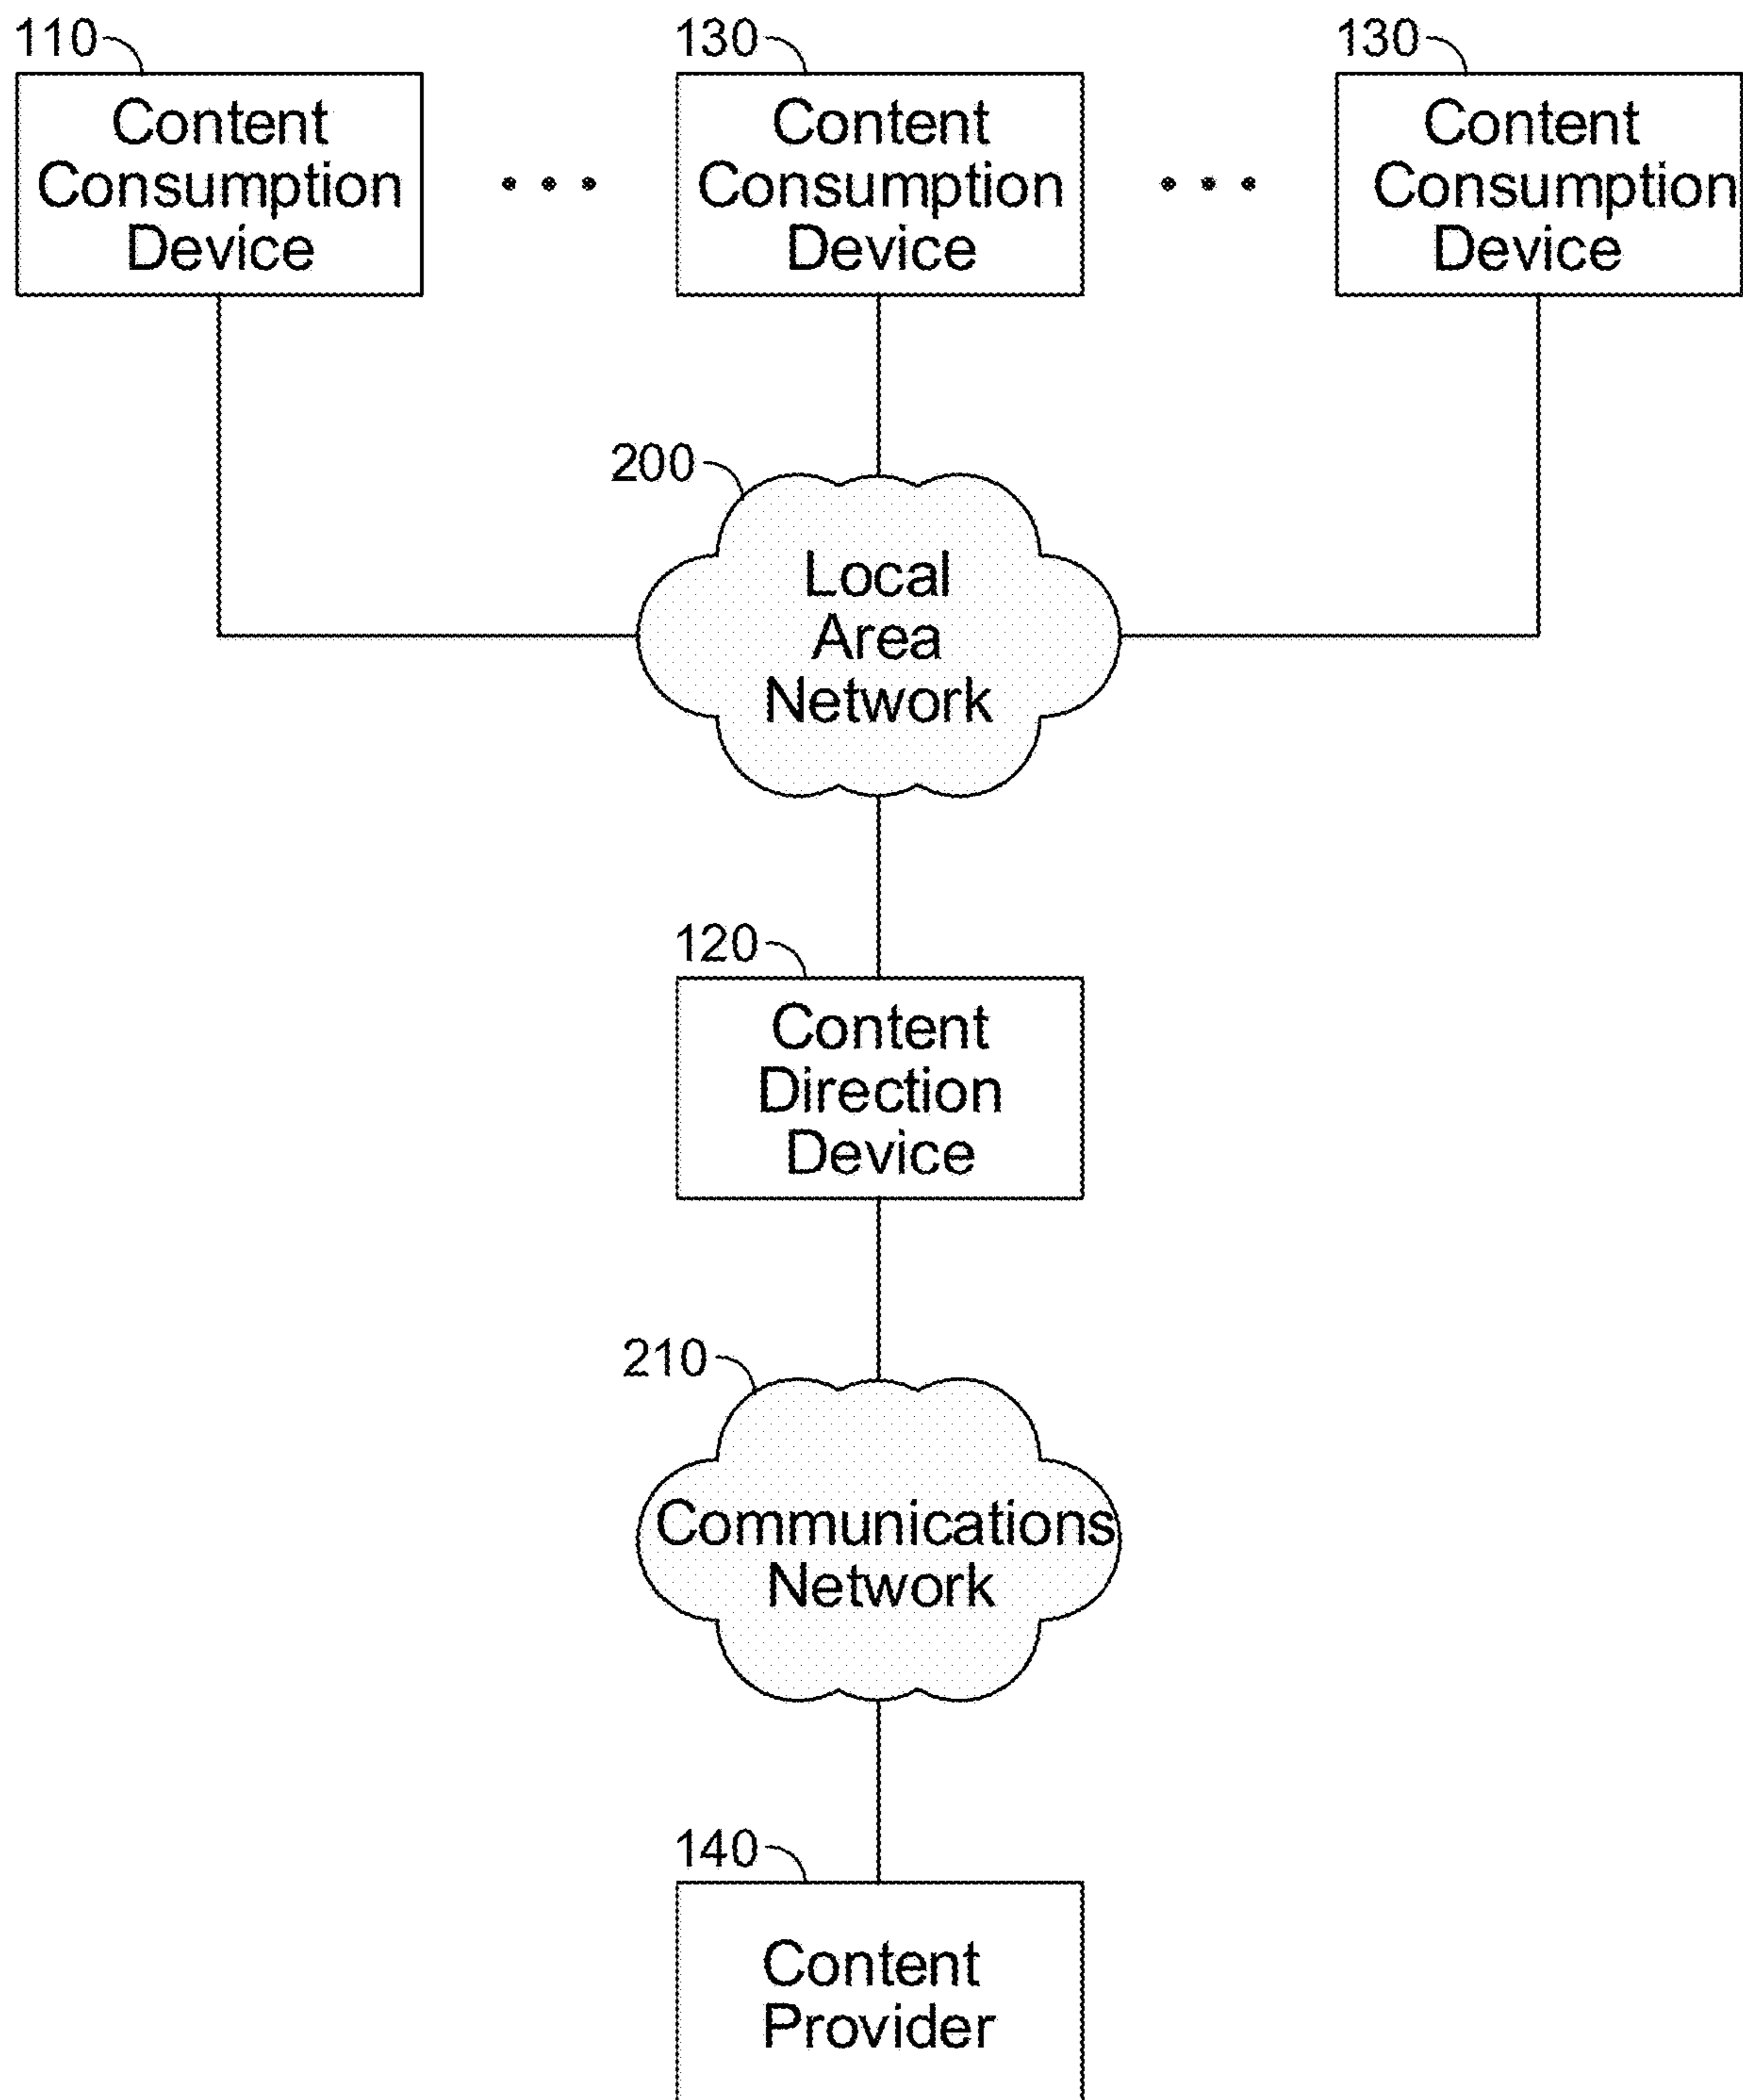 110
130
130
Content
Consumption
Device
Content
Consumption
Device
Content
Consumption
Device
200
Local
Area
Network
120
Content
Direction
Device
210
Communications
Network
140
Content
Provider